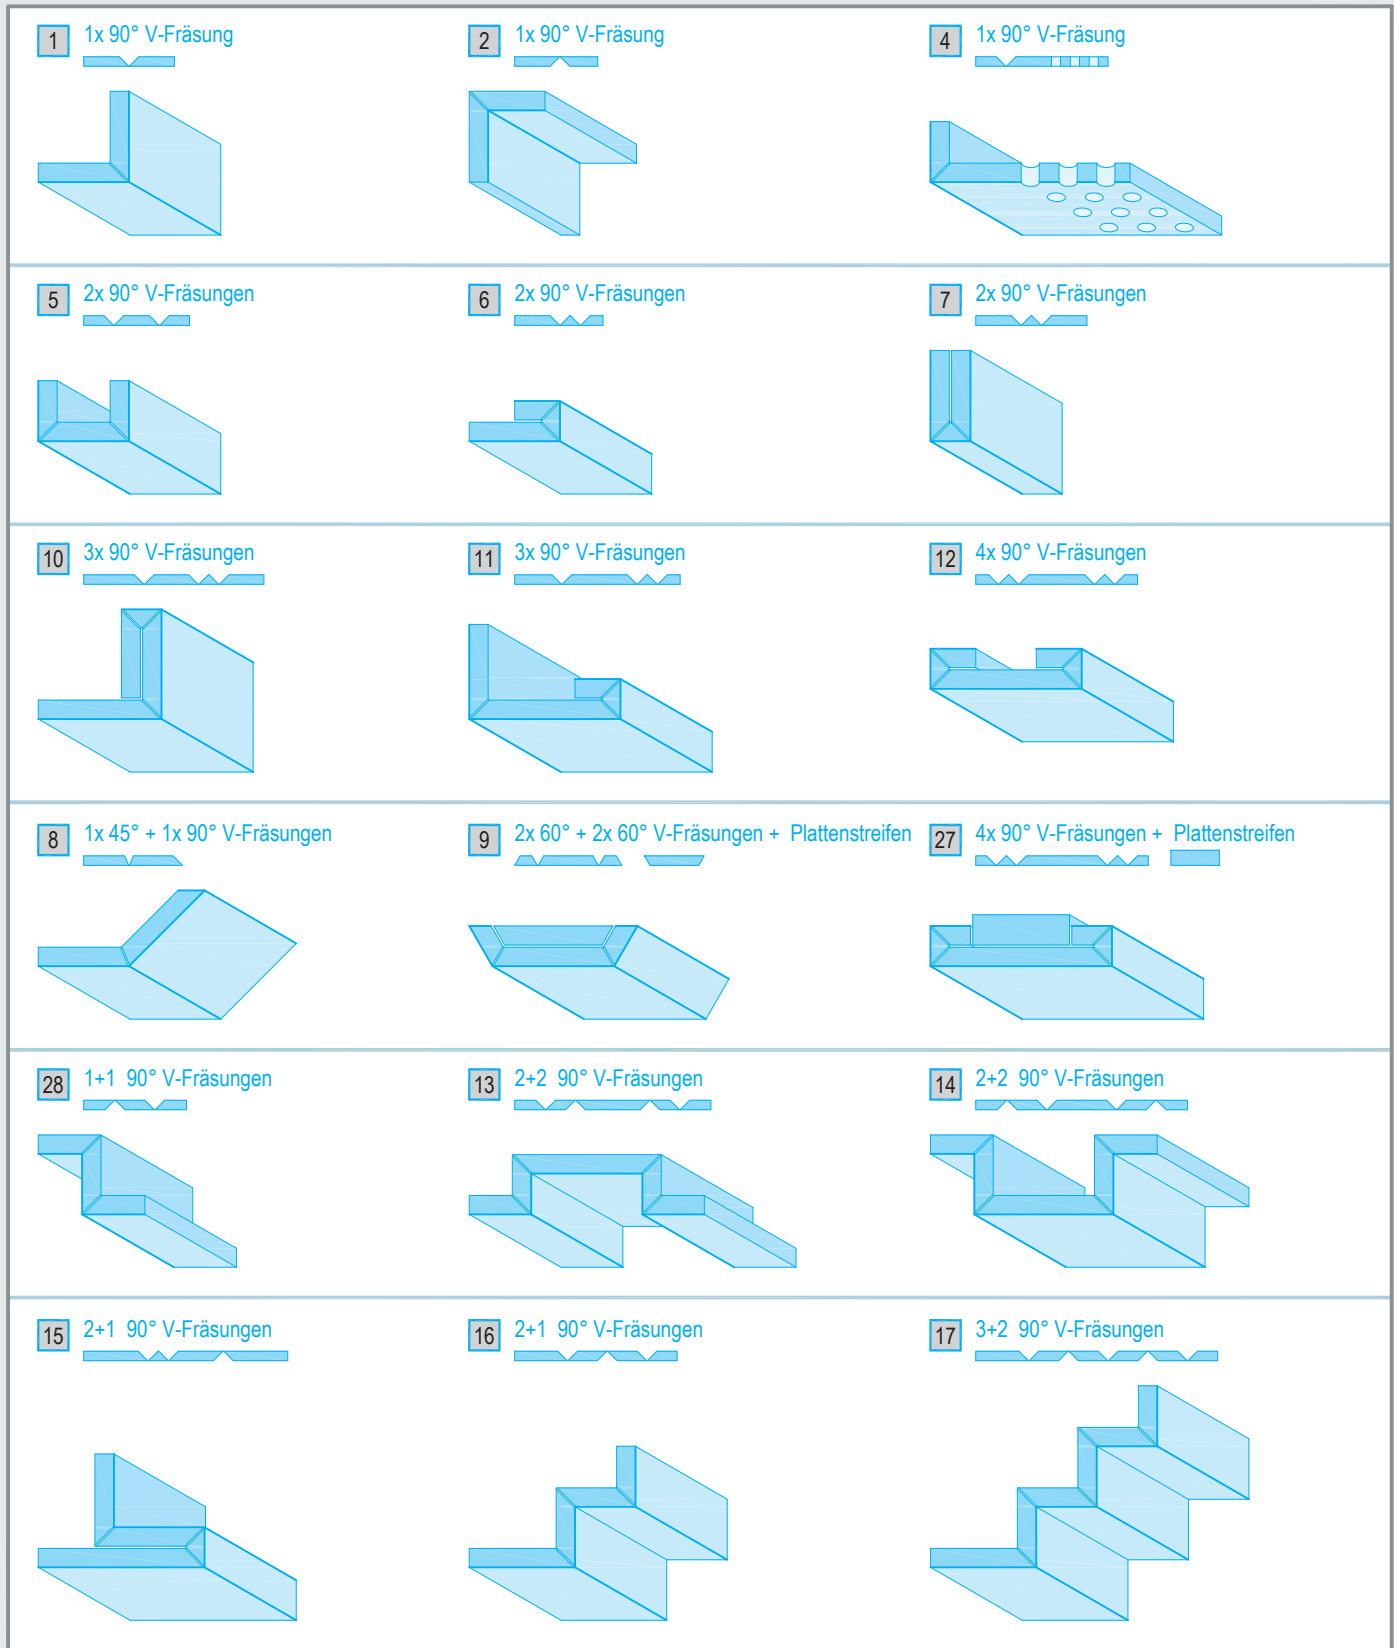 1 1x 90° V-Fräsung
2 1x 90° V-Fräsung
4 1x 90° V-Fräsung
5 2x 90° V-Fräsungen
6 2x 90° V-Fräsungen
7 2x 90° V-Fräsungen
10 3x 90° V-Fräsungen
11 3x 90° V-Fräsungen
12 4x 90° V-Fräsungen
8 1x 45° + 1x 90° V-Fräsungen
9 2x 60° + 2x 60° V-Fräsungen + Plattenstreifen
27 4x 90° V-Fräsungen + Plattenstreifen
28 1+1 90° V-Fräsungen
13 2+2 90° V-Fräsungen
14 2+2 90° V-Fräsungen
15 2+1 90° V-Fräsungen
16 2+1 90° V-Fräsungen
17 3+2 90° V-Fräsungen